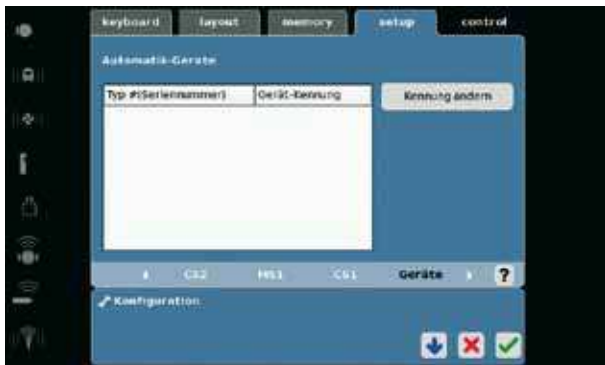 keyboard layout memory setup control
Automatik-Geräte
Typ #(Seriennummer) Gerät-Kennung Kennung ändern
CS2 MS1 CS1 Geräte ?
Konfiguration